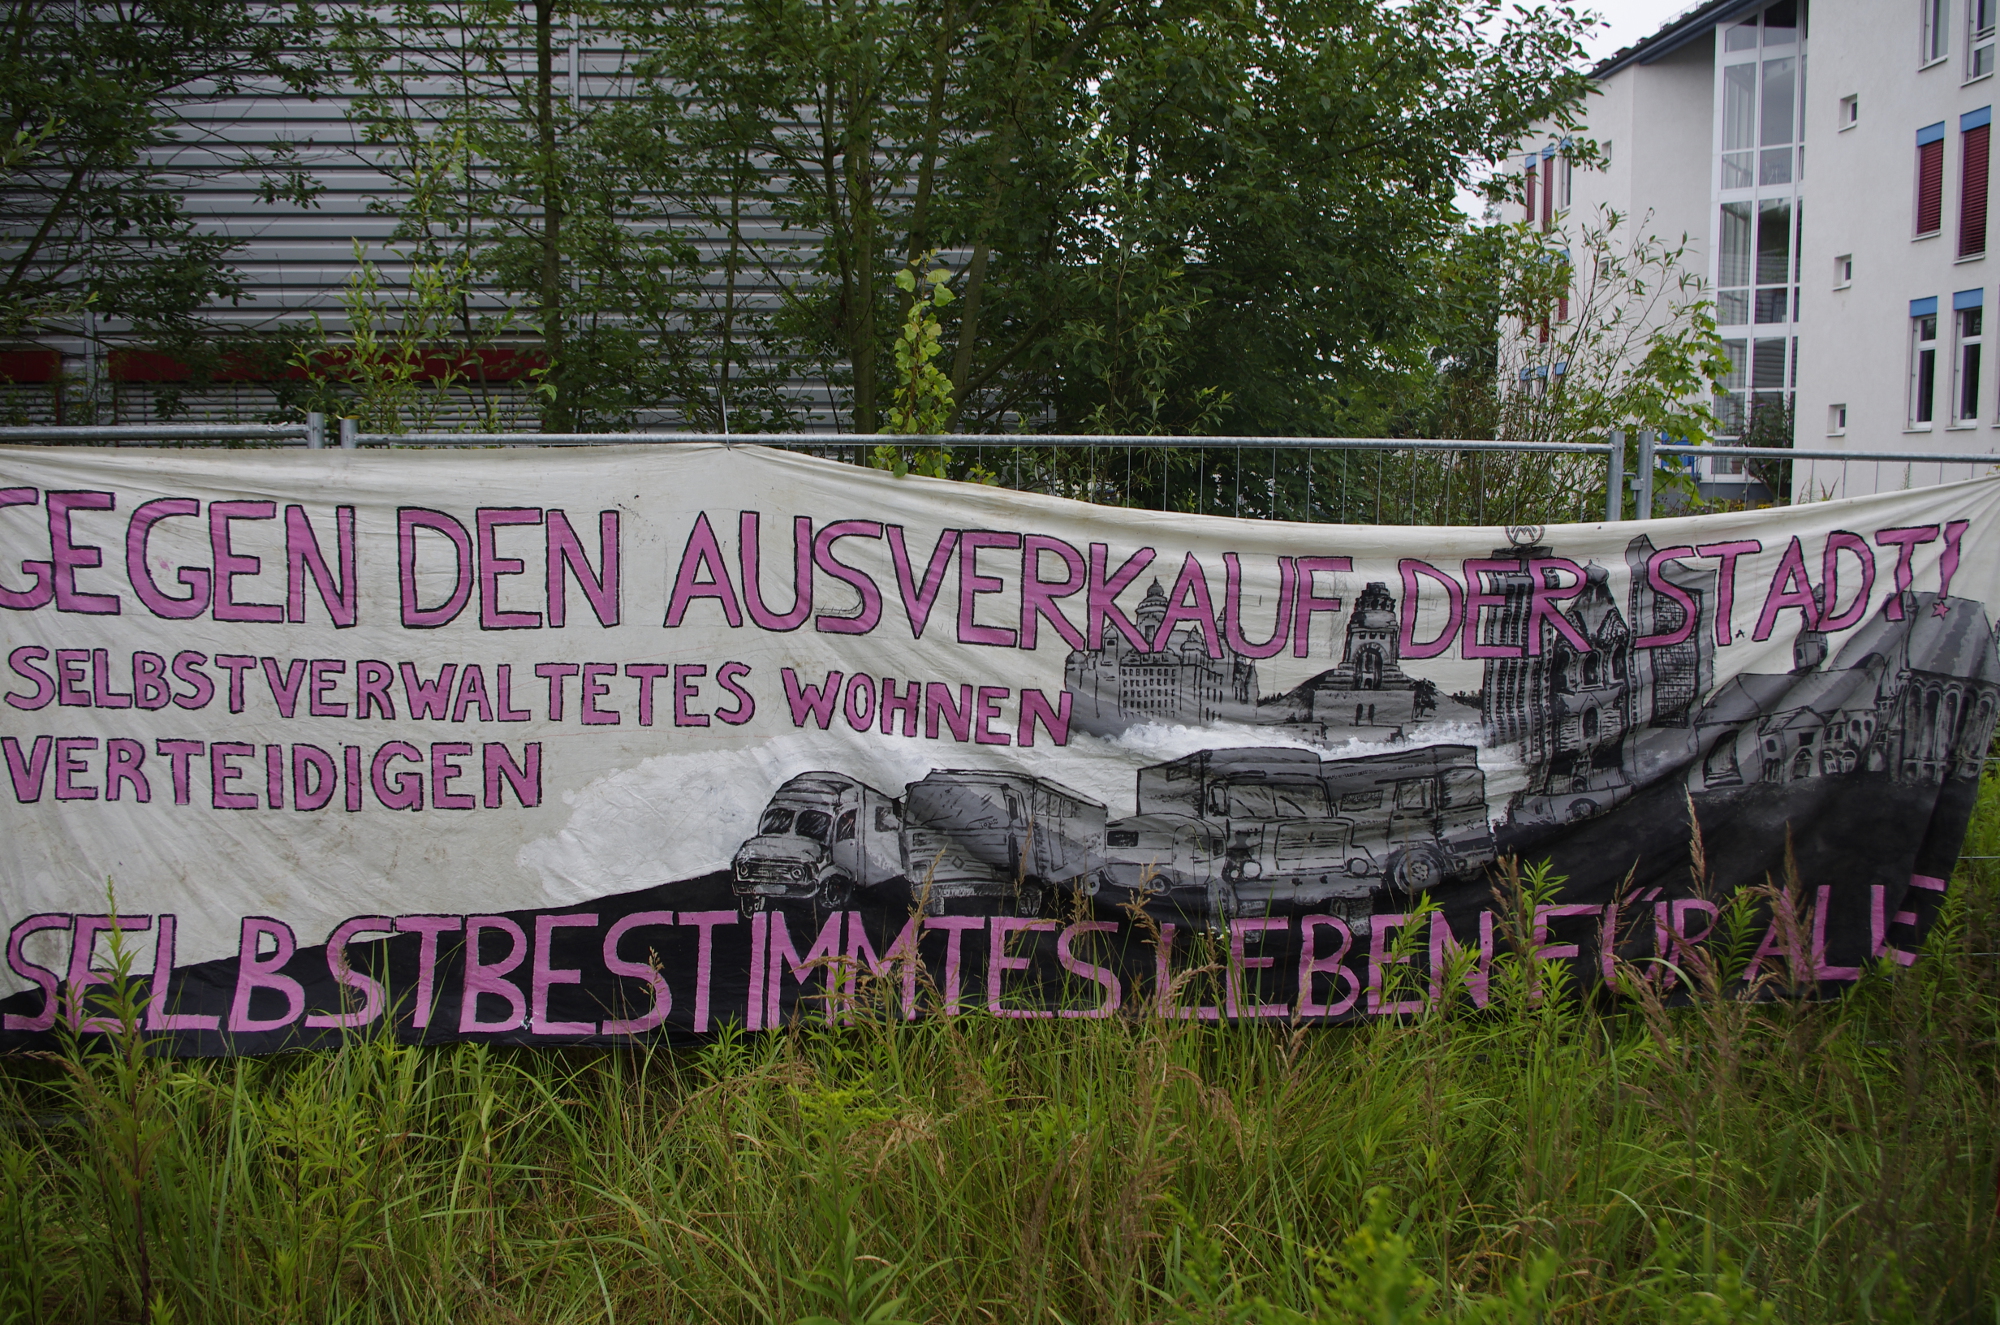 GEGEN DEN AUSVERKAUF DER STADT!
SELBSTVERWALTETES WOHNEN
VERTEIDIGEN
SELBSTBESTIMMTES LEBEN FÜR ALLE